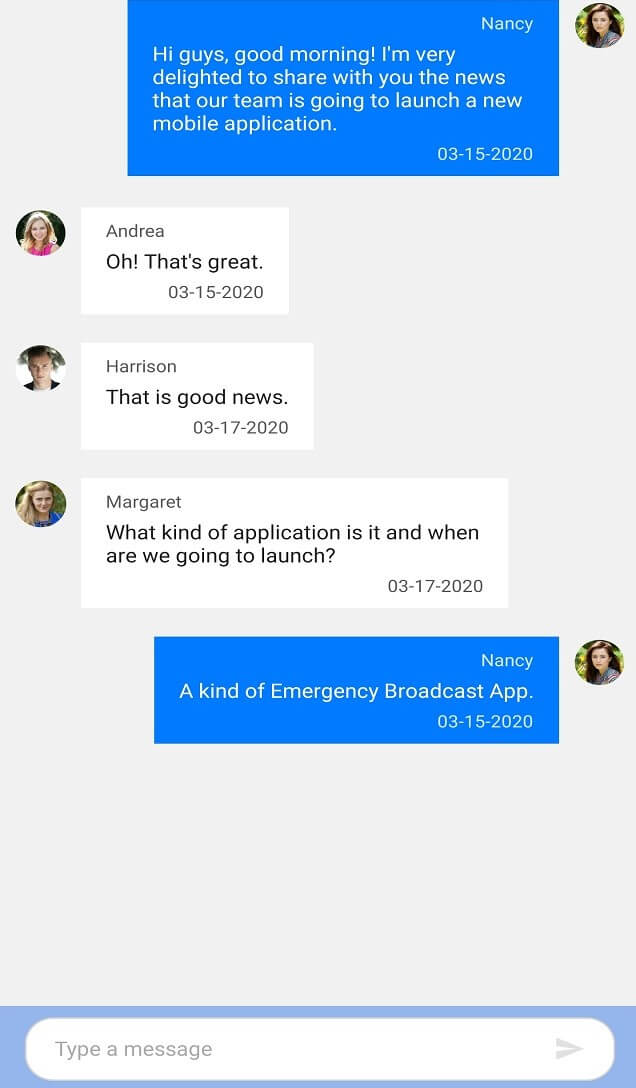 Nancy
Hi guys, good morning! I'm very
delighted to share with you the news
that our team is going to launch a new
mobile application.
03-15-2020
Andrea
Oh! That's great.
03-15-2020
Harrison
That is good news.
03-17-2020
Margaret
What kind of application is it and when
are we going to launch?
03-17-2020
Nancy
A kind of Emergency Broadcast App.
03-15-2020
Type a message